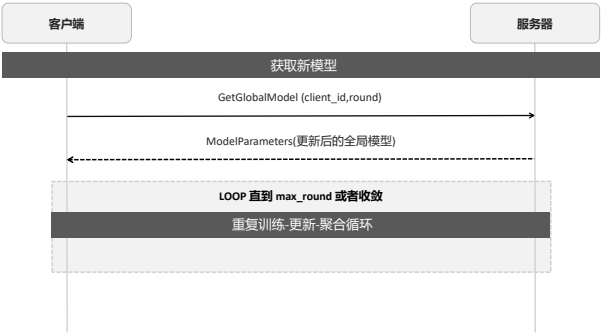 客户端
服务器
获取新模型
GetGlobalModel (client_id,round)
ModelParameters(更新后的全局模型)
LOOP 直到 max_round 或者收敛
重复训练-更新-聚合循环